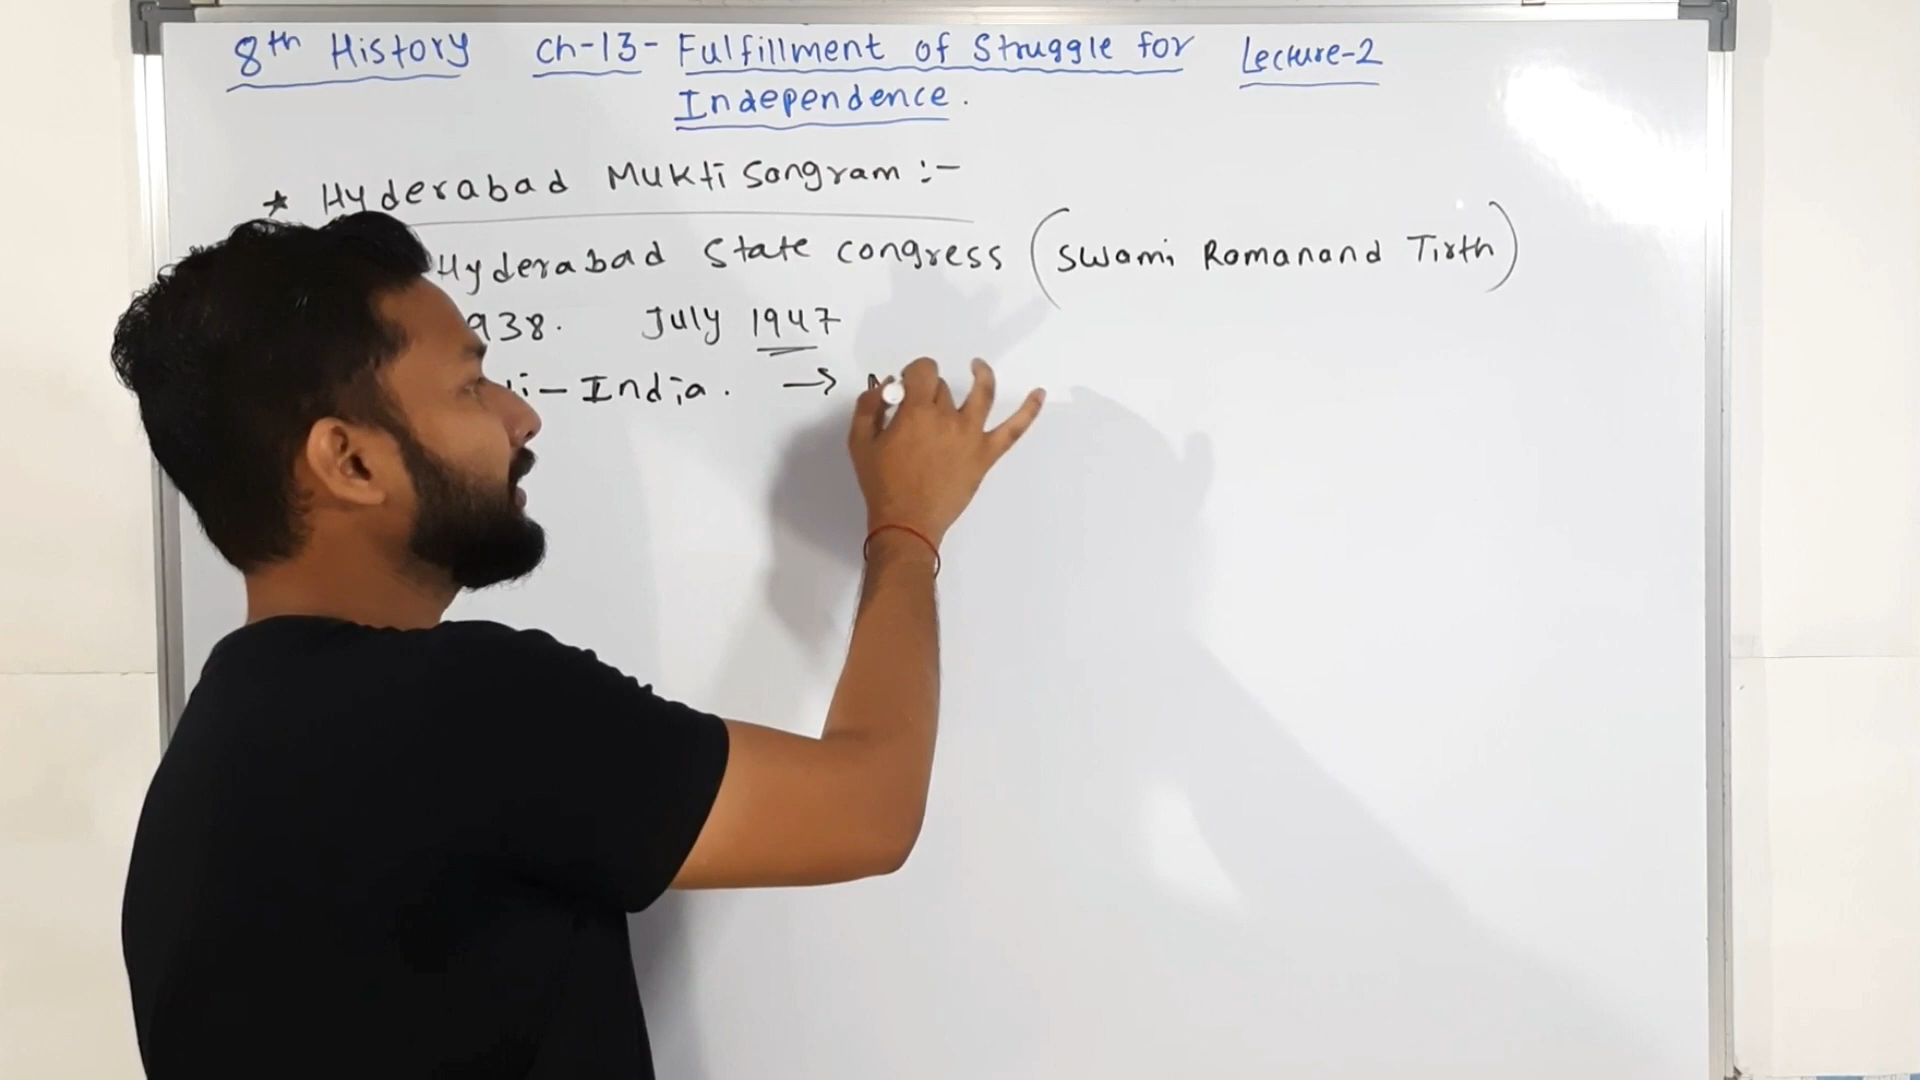 8th History Ch-13- Fulfillment of Struggle for Lecture-2
Independence.
★ Hyderabad Mukti Sangram :-
Hyderabad State Congress (Swami Ramanand Tirth)
938. July 1947
i-India. →